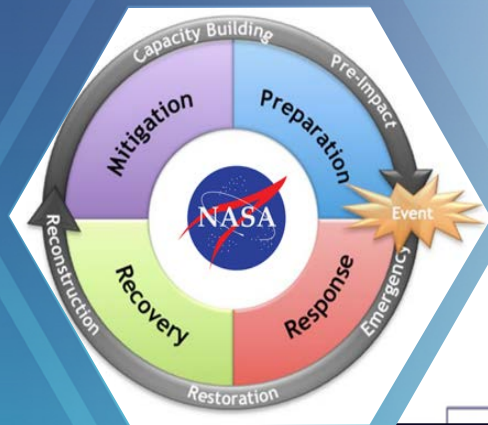 Capacity Building
Pre-Impact
Mitigation
Preparation
NASA
Event
Reconstruction
Recovery
Response
Emergency
Restoration